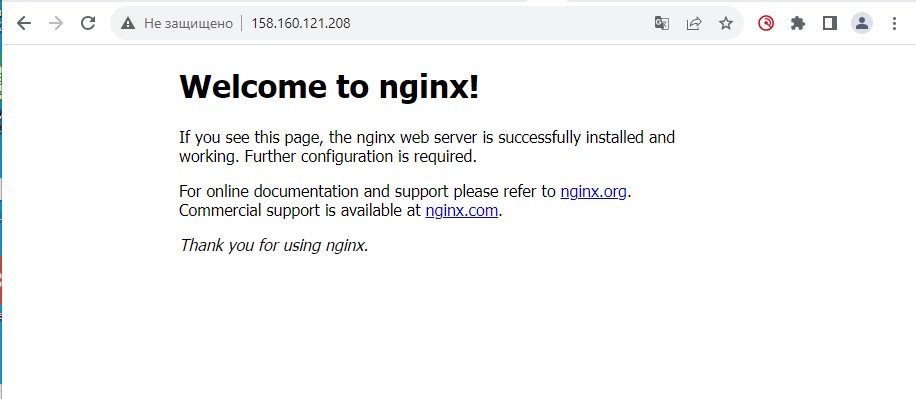 Не защищено 158.160.121.208
Welcome to nginx!
If you see this page, the nginx web server is successfully installed and
working. Further configuration is required.
For online documentation and support please refer to nginx.org.
Commercial support is available at nginx.com.
Thank you for using nginx.